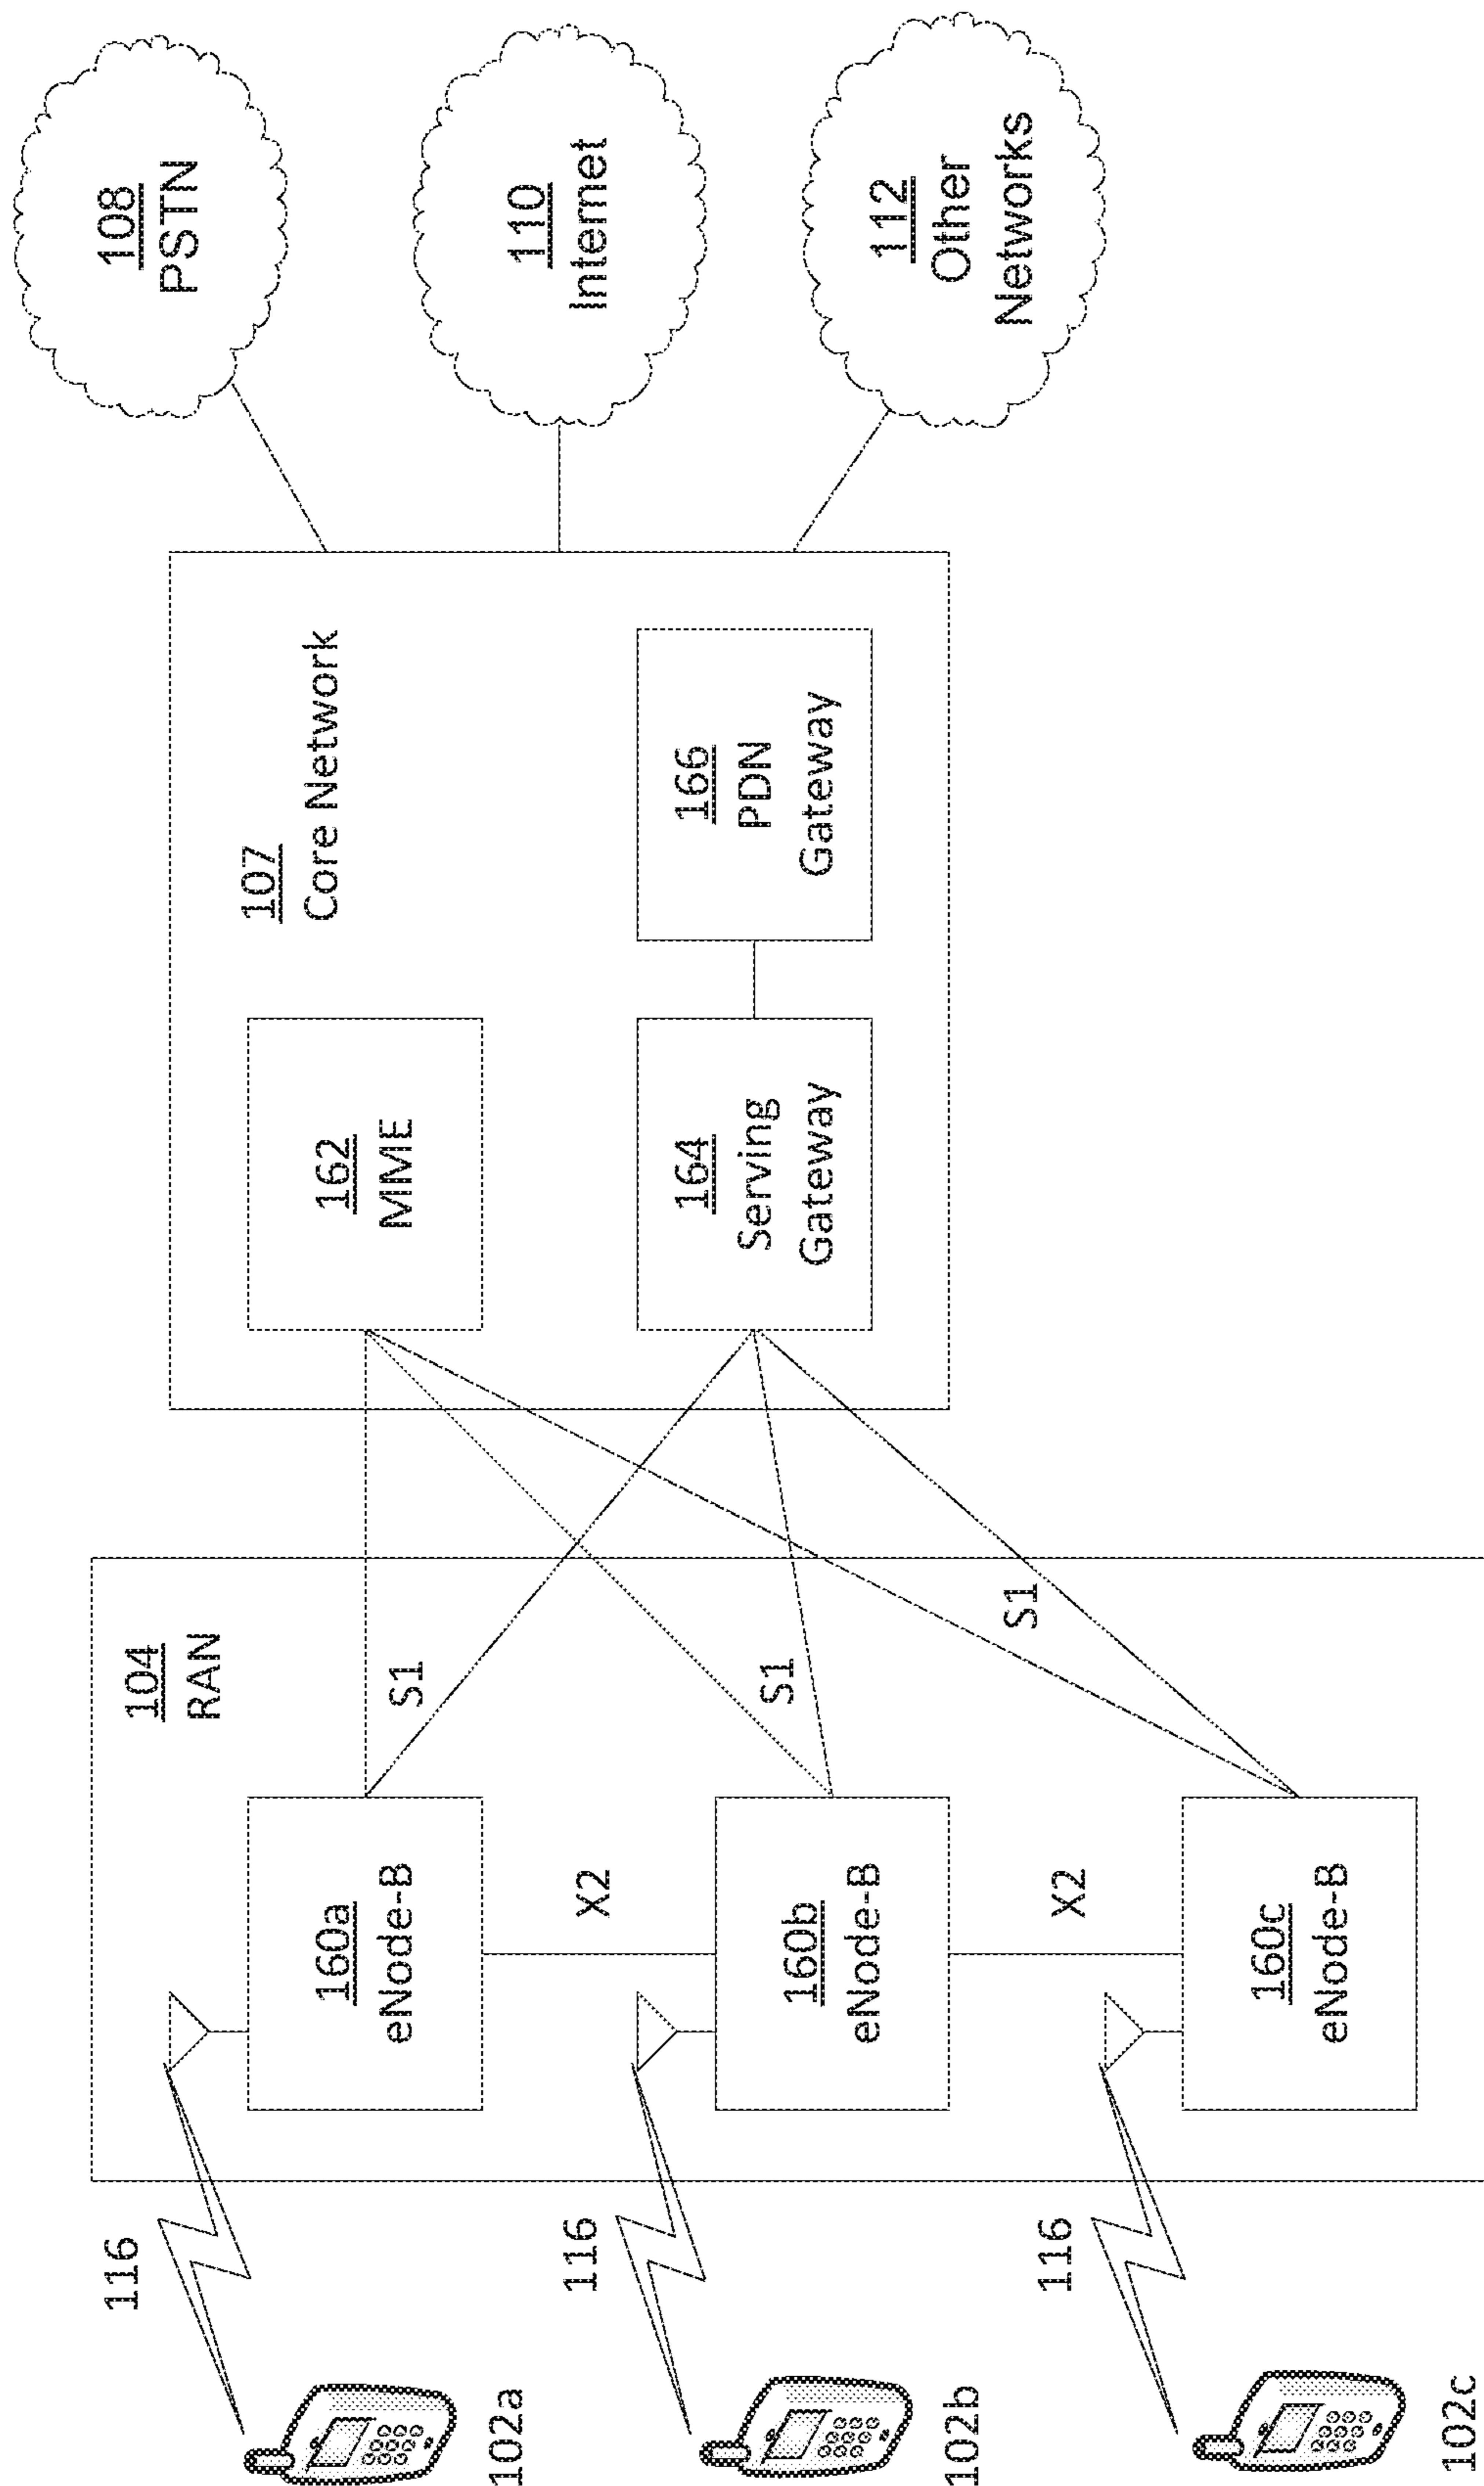 116
102a
116
102b
116
102c
104
RAN
160a
eNode-B
X2
160b
eNode-B
X2
160c
eNode-B
S1
S1
S1
107
Core Network
162
MME
164
Serving
Gateway
166
PDN
Gateway
108
PSTN
110
Internet
112
Other
Networks